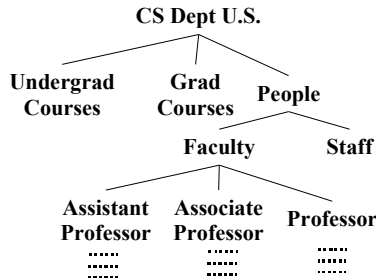 CS Dept U.S.
Undergrad Courses
Grad Courses
People
Faculty
Staff
Assistant Professor
Associate Professor
Professor